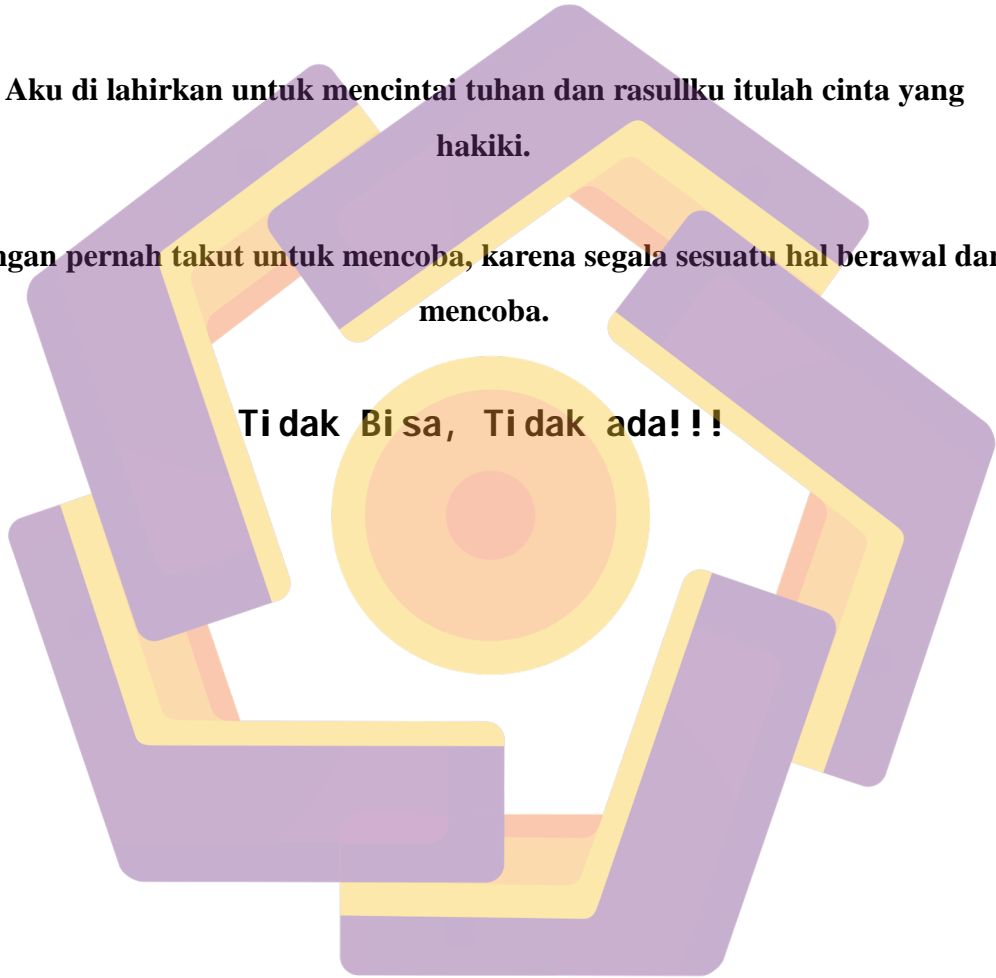 Aku di lahirkan untuk mencintai tuhan dan rasullku itulah cinta yang
hakiki.
ngan pernah takut untuk mencoba, karena segala sesuatu hal berawal dar
mencoba.
Tidak Bisa, Tidak ada!!!